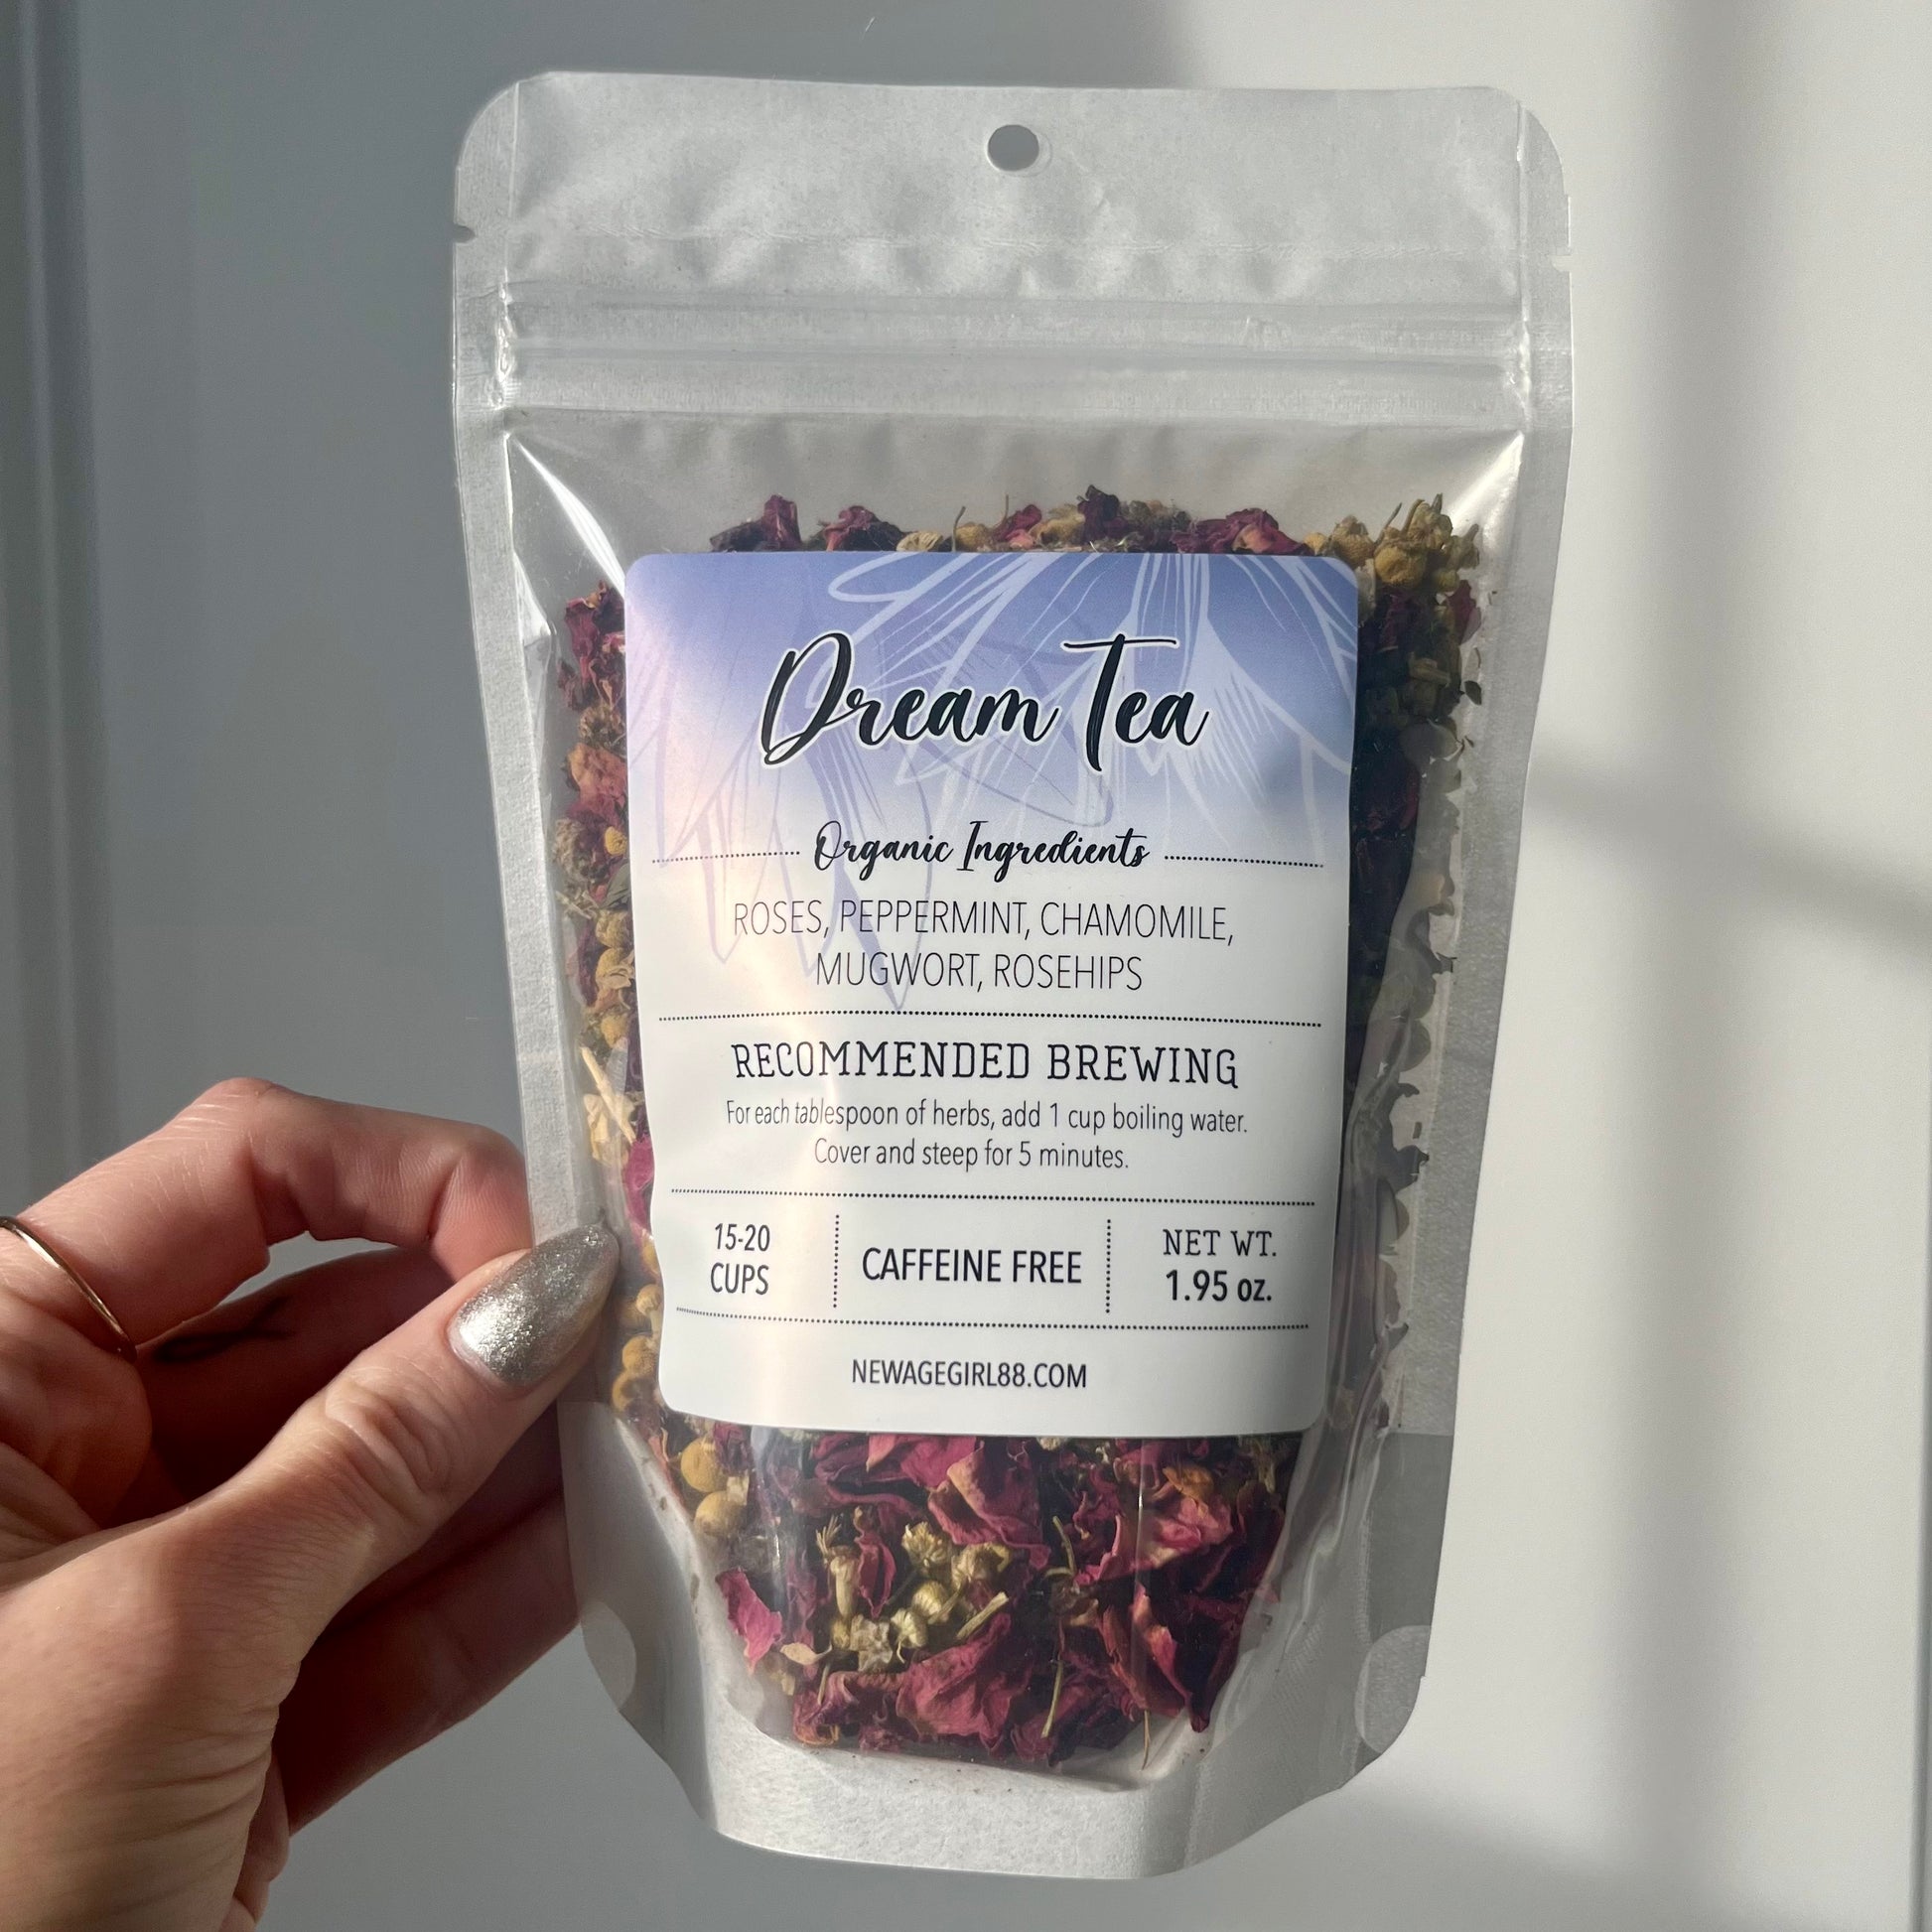 Dream Tea
Organic Ingredients
ROSES, PEPPERMINT, CHAMOMILE,
MUGWORT, ROSEHIPS
RECOMMENDED BREWING
For each tablespoon of herbs, add 1 cup boiling water.
Cover and steep for 5 minutes.
15-20
CUPS
CAFFEINE FREE
NET WT.
1.95 oz.
NEWAGEGIRL88.COM